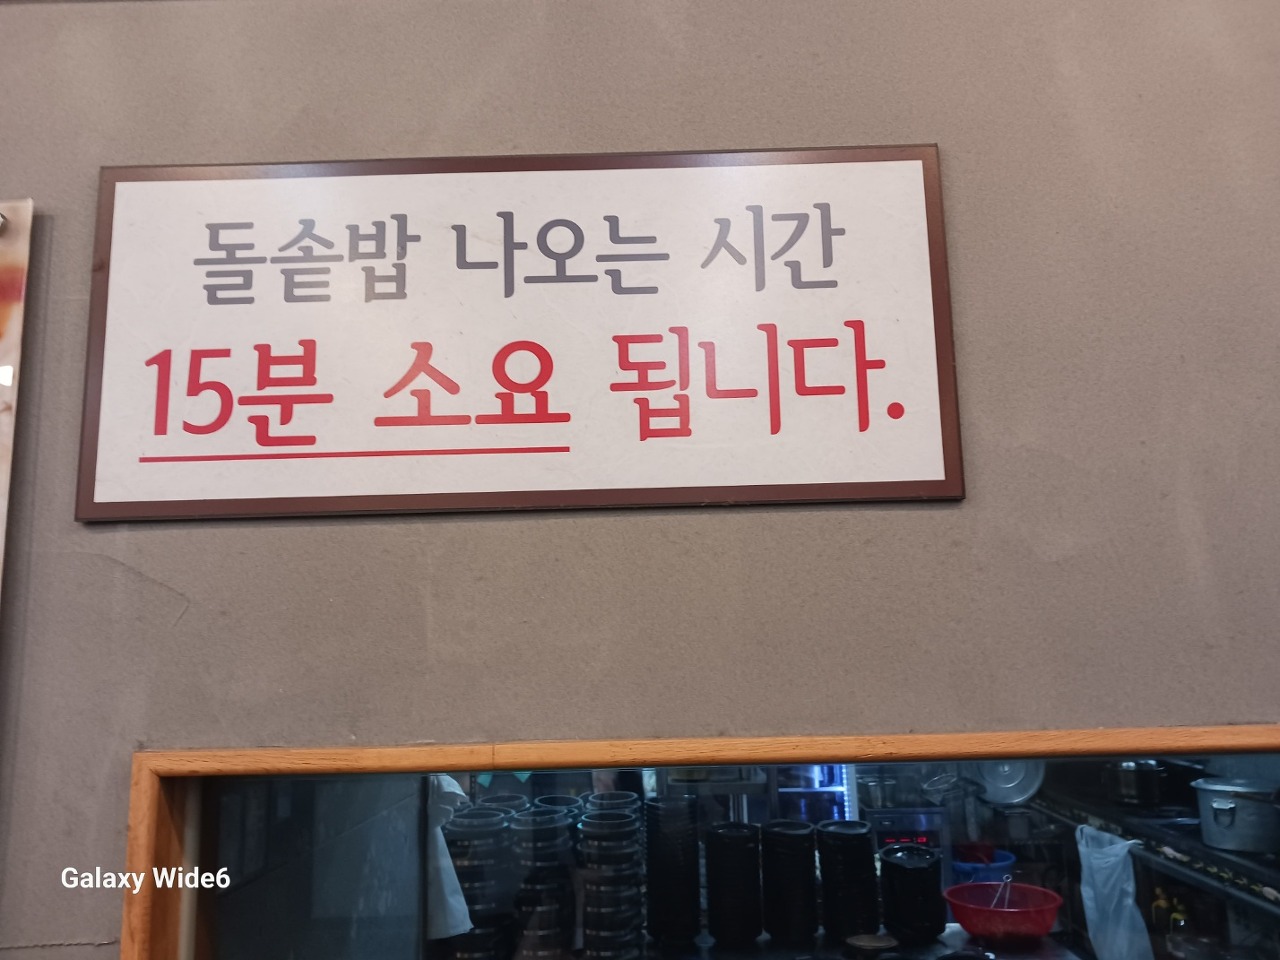 돌솥밥 나오는 시간
15분 소요 됩니다.
Galaxy Wide6